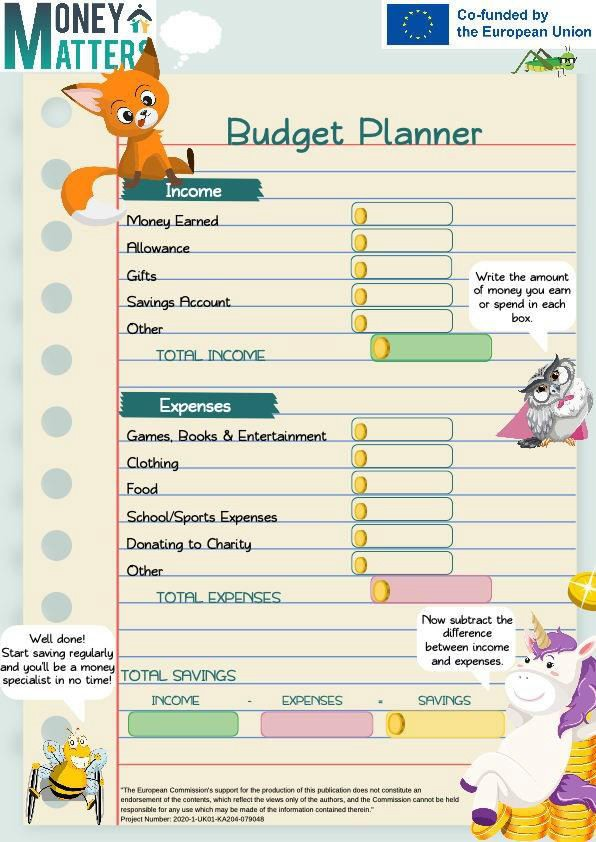 MONEY
MATTERS
Co-funded by
the European Union
Budget Planner
Income
Money Earned
Allowance
Gifts
Savings Account
Other
TOTAL INCOME
Write the amount
of money you earn
or spend in each
box.
Expenses
Games, Books & Entertainment
Clothing
Food
School/Sports Expenses
Donating to Charity
Other
TOTAL EXPENSES
Now subtract the
difference
between income
and expenses.
Well done!
Start saving regularly
and you'll be a money
specialist in no time!
TOTAL SAVINGS
INCOME - EXPENSES = SAVINGS
"The European Commission's support for the production of this publication does not constitute an
endorsement of the contents, which reflect the views only of the authors, and the Commission cannot be held
responsible for any use which may be made of the information contained therein."
Project Number: 2020-1-UK01-KA204-079048